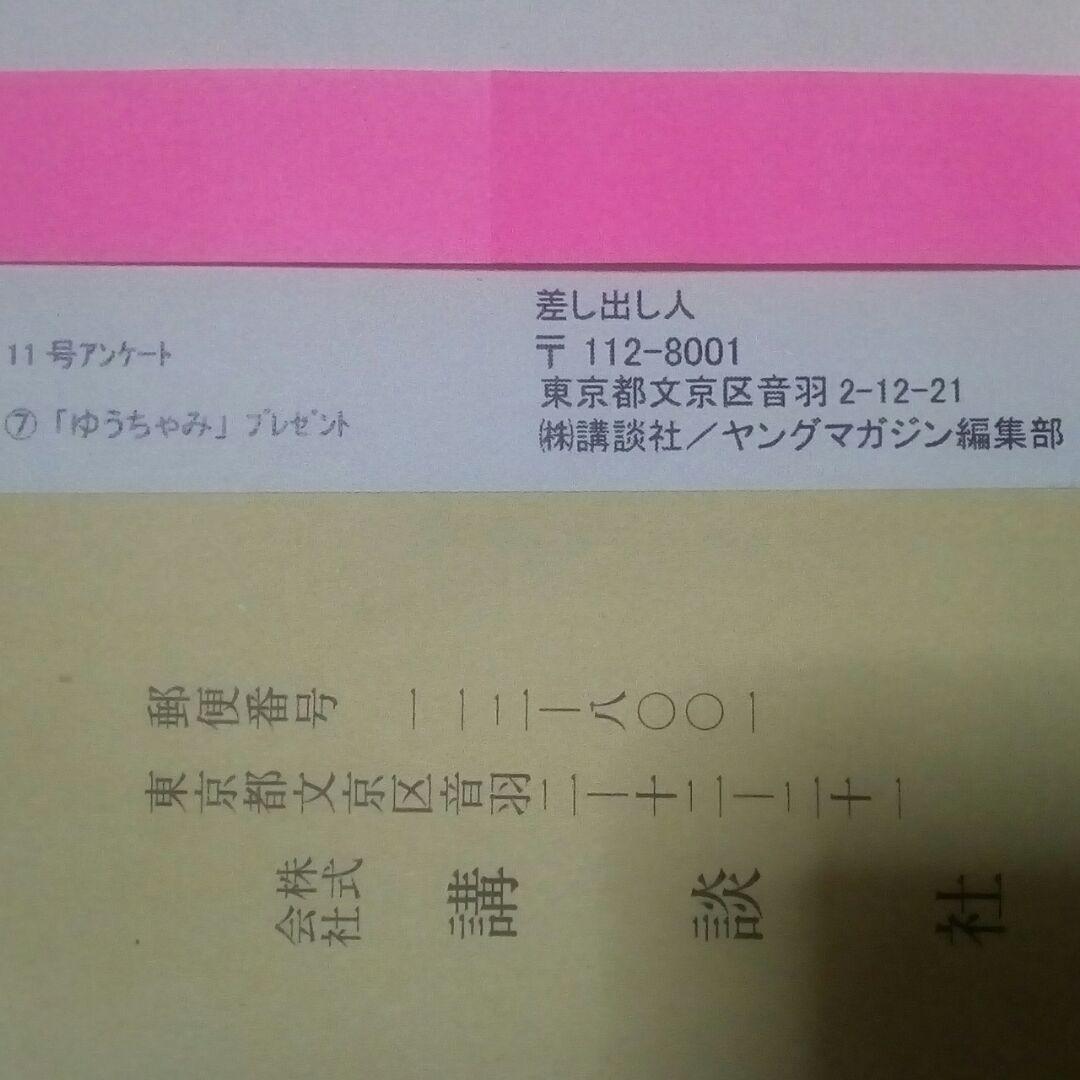 11号アンケート
⑦「ゆうちゃみ」プレゼント
差し出し人
〒 112-8001
東京都文京区音羽 2-12-21
㈱講談社／ヤングマガジン編集部
郵便番号 一一二―八〇〇一
東京都文京区音羽二―十二―二十一
株式会社 講談社